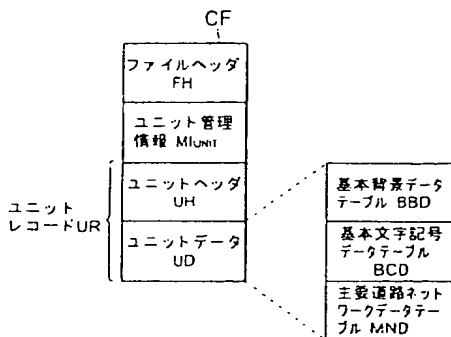 CF
ファイルヘッダ
FH
ユニット管理
情報 MIUNIT
ユニットヘッダ
UH
ユニットデータ
UD
ユニット
レコードUR
基本背景データ
テーブル BBD
基本文字記号
データテーブル
BCD
主要道路ネット
ワークデータテー
ブル MND